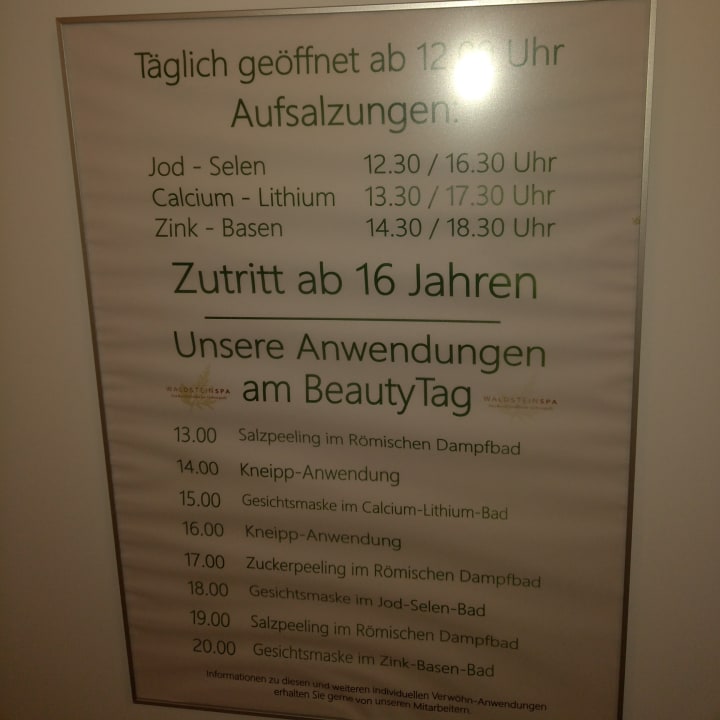 Täglich geöffnet ab 12 Uhr
Aufsalzungen:
Jod - Selen 12.30 / 16.30 Uhr
Calcium - Lithium 13.30 / 17.30 Uhr
Zink - Basen 14.30 / 18.30 Uhr
Zutritt ab 16 Jahren
Unsere Anwendungen
am BeautyTag
WALDSTEINSPA
WALDSTEINSPA
13.00 Salzpeeling im Römischen Dampfbad
14.00 Kneipp-Anwendung
15.00 Gesichtsmaske im Calcium-Lithium-Bad
16.00 Kneipp-Anwendung
17.00 Zuckerpeeling im Römischen Dampfbad
18.00 Gesichtsmaske im Jod-Selen-Bad
19.00 Salzpeeling im Römischen Dampfbad
20.00 Gesichtsmaske im Zink-Basen-Bad
Informationen zu diesen und weiteren individuellen Verwöhn-Anwendungen
erhalten Sie gerne von unseren Mitarbeitern.